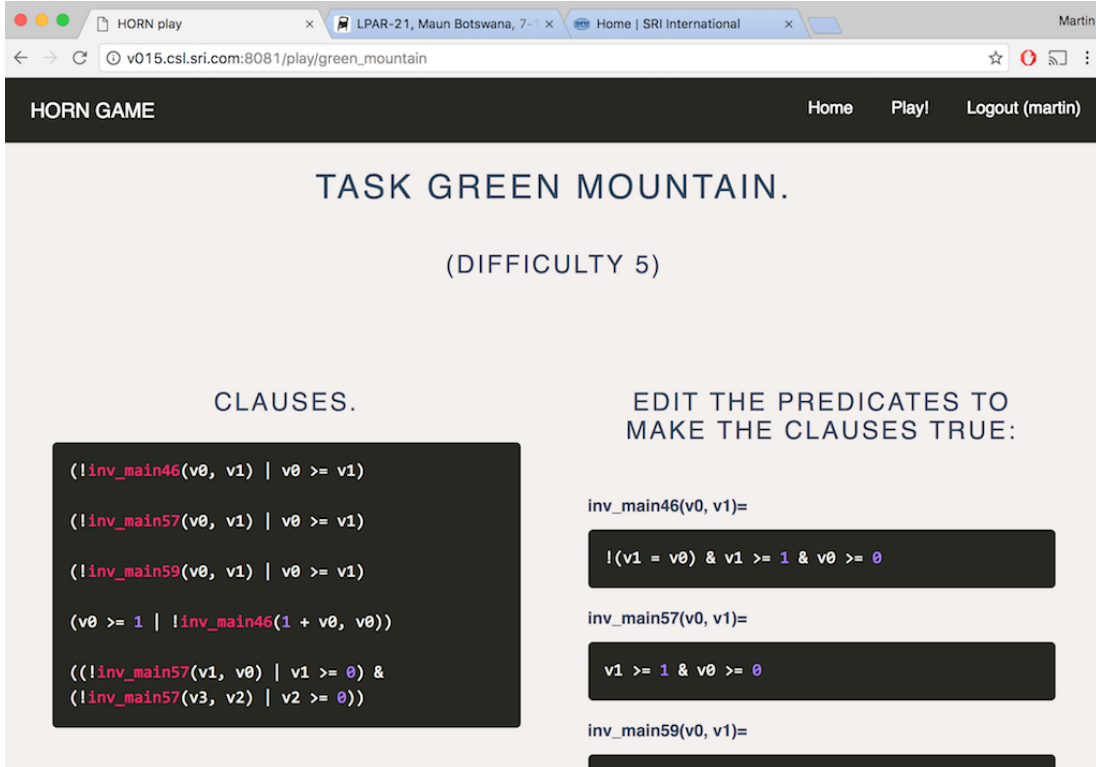 HORN play
LPAR-21, Maun Botswana, 7-1
Home | SRI International
Martin
v015.csl.sri.com:8081/play/green_mountain
HORN GAME
Home
Play!
Logout (martin)
TASK GREEN MOUNTAIN.
(DIFFICULTY 5)
CLAUSES.
(!inv_main46(v0, v1) | v0 >= v1)
(!inv_main57(v0, v1) | v0 >= v1)
(!inv_main59(v0, v1) | v0 >= v1)
(v0 >= 1 | !inv_main46(1 + v0, v0))
((!inv_main57(v1, v0) | v1 >= 0) &
(!inv_main57(v3, v2) | v2 >= 0))
EDIT THE PREDICATES TO
MAKE THE CLAUSES TRUE:
inv_main46(v0, v1)=
!(v1 = v0) & v1 >= 1 & v0 >= 0
inv_main57(v0, v1)=
v1 >= 1 & v0 >= 0
inv_main59(v0, v1)=